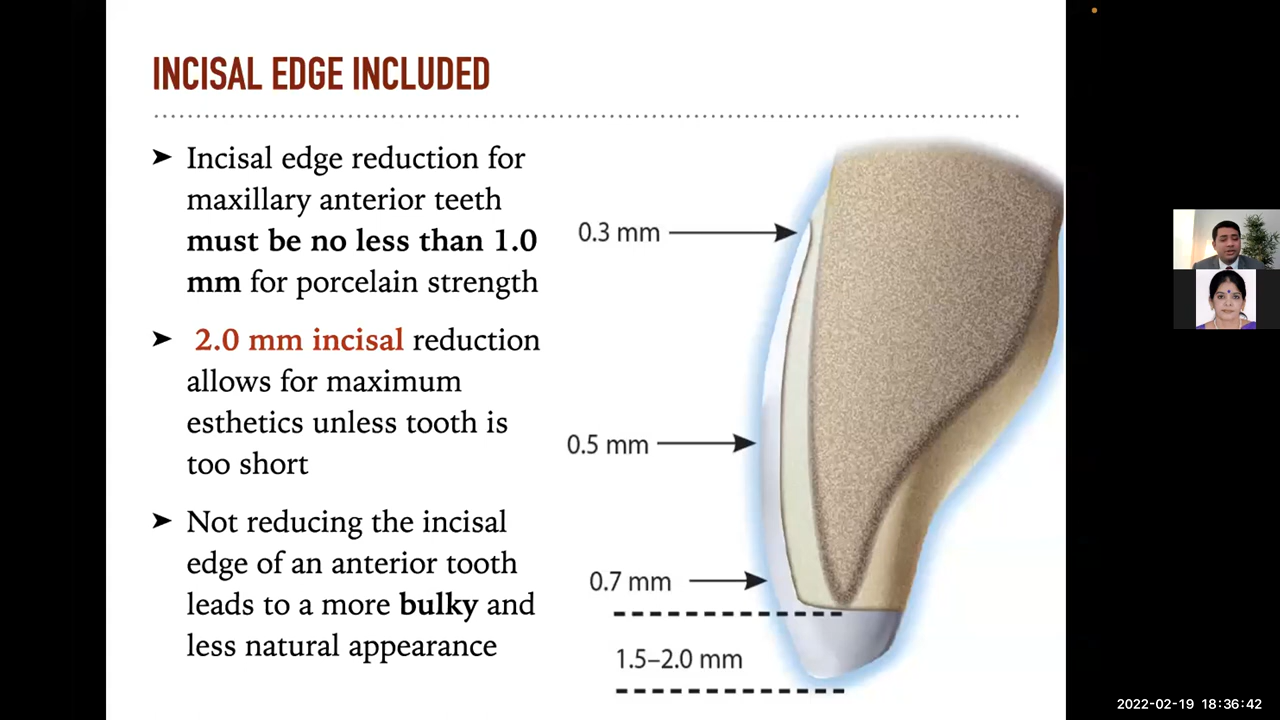 INCISAL EDGE INCLUDED
➤ Incisal edge reduction for
maxillary anterior teeth
must be no less than 1.0
mm for porcelain strength
➤ 2.0 mm incisal reduction
allows for maximum
esthetics unless tooth is
too short
➤ Not reducing the incisal
edge of an anterior tooth
leads to a more bulky and
less natural appearance
0.3 mm
0.5 mm
0.7 mm
1.5–2.0 mm
2022-02-19 18:36:42